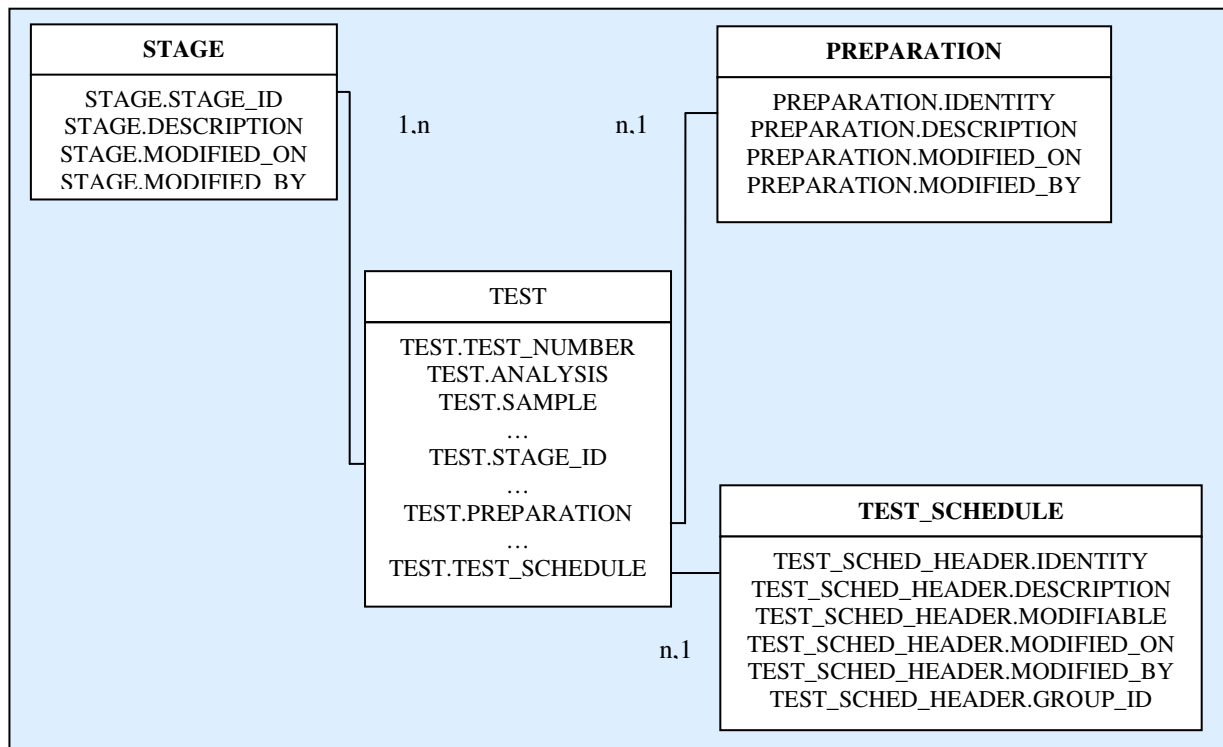 STAGE
STAGE.STAGE_ID
STAGE.DESCRIPTION
STAGE.MODIFIED_ON
STAGE.MODIFIED_BY
1,n
n,1
PREPARATION
PREPARATION.IDENTITY
PREPARATION.DESCRIPTION
PREPARATION.MODIFIED_ON
PREPARATION.MODIFIED_BY
TEST
TEST.TEST_NUMBER
TEST.ANALYSIS
TEST.SAMPLE
…
TEST.STAGE_ID
…
TEST.PREPARATION
…
TEST.TEST_SCHEDULE
n,1
TEST_SCHEDULE
TEST_SCHED_HEADER.IDENTITY
TEST_SCHED_HEADER.DESCRIPTION
TEST_SCHED_HEADER.MODIFIABLE
TEST_SCHED_HEADER.MODIFIED_ON
TEST_SCHED_HEADER.MODIFIED_BY
TEST_SCHED_HEADER.GROUP_ID